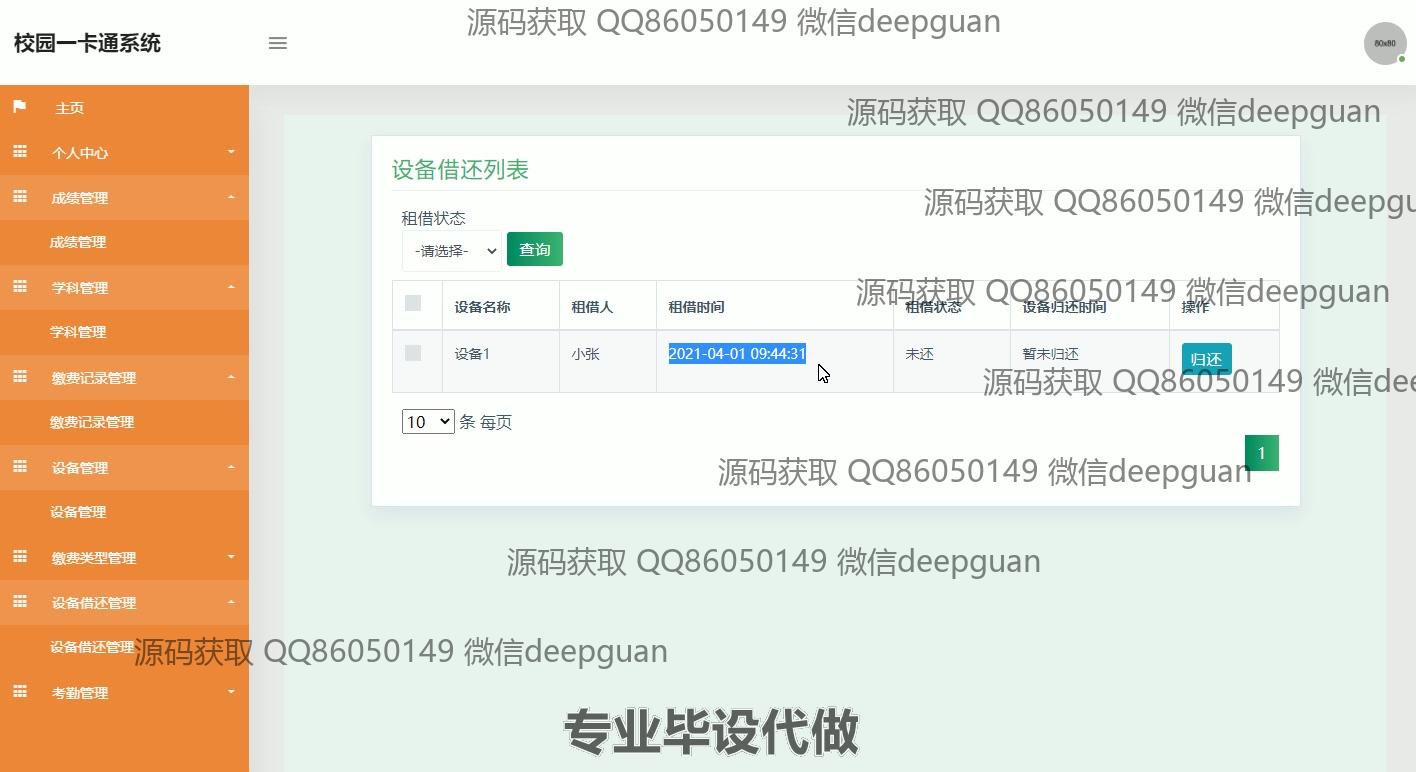 源码获取 QQ86050149 微信deepguan
校园一卡通系统
80x80
主页
源码获取 QQ86050149 微信deepguan
个人中心
设备借还列表
成绩管理
源码获取 QQ86050149 微信deepgu
租借状态
成绩管理
-请选择- 查询
学科管理
源码获取 QQ86050149 微信deepguan
设备名称 租借人 租借时间 租借状态 设备归还时间 操作
学科管理
设备1 小张 2021-04-01 09:44:31 未还 暂未归还 归还
缴费记录管理
源码获取 QQ86050149 微信dee
缴费记录管理
10 条 每页
1
设备管理
源码获取 QQ86050149 微信deepguan
设备管理
缴费类型管理
源码获取 QQ86050149 微信deepguan
设备借还管理
设备借还管理
源码获取 QQ86050149 微信deepguan
考勤管理
专业毕设代做